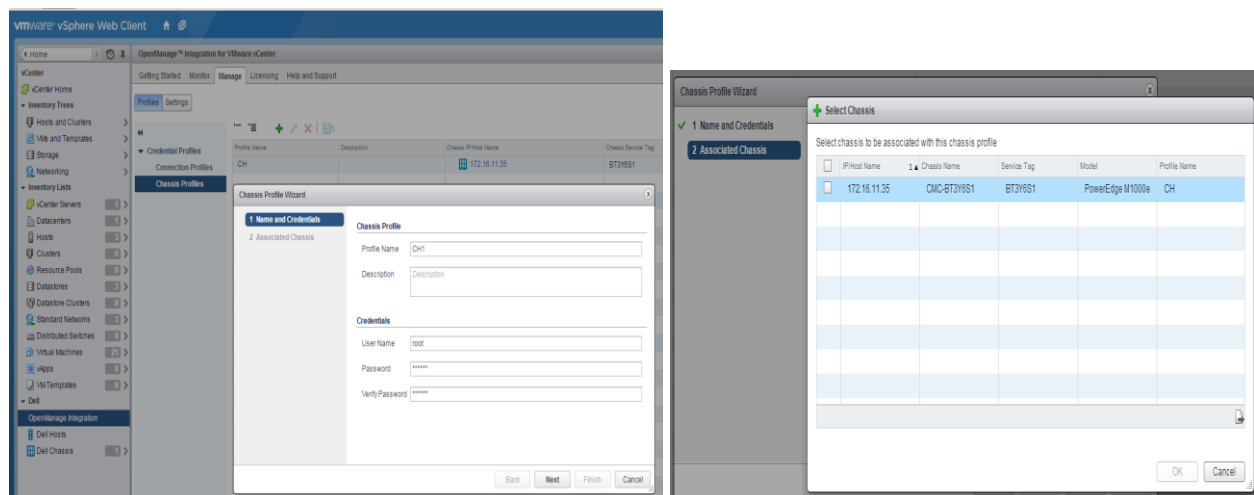 vmware® vSphere Web Client
Home
OpenManage™ Integration for VMware vCenter
vCenter
Getting Started Monitor Manage Licensing Help and Support
vCenter Home
Inventory Trees
Profiles Settings
Hosts and Clusters
VMs and Templates
Storage
Networking
Inventory Lists
vCenter Servers
Datacenters
Hosts
Clusters
Resource Pools
Datastores
Datastore Clusters
Standard Networks
Distributed Switches
Virtual Machines
vApps
VM Templates
Dell
OpenManage Integration
Dell Hosts
Dell Chassis
Credential Profiles
Connection Profiles
Chassis Profiles
Profile Name Description Chassis IP/Host Name Chassis Service Tag
CH 172.16.11.35 BT3Y6S1
Chassis Profile Wizard
1 Name and Credentials
2 Associated Chassis
Chassis Profile
Profile Name CH1
Description Description
Credentials
User Name root
Password ******
Verify Password ******
Back Next Finish Cancel
Chassis Profile Wizard
1 Name and Credentials
2 Associated Chassis
Select Chassis
Select chassis to be associated with this chassis profile
IP/Host Name 1 ▲ Chassis Name Service Tag Model Profile Name
172.16.11.35 CMC-BT3Y6S1 BT3Y6S1 PowerEdge M1000e CH
OK Cancel